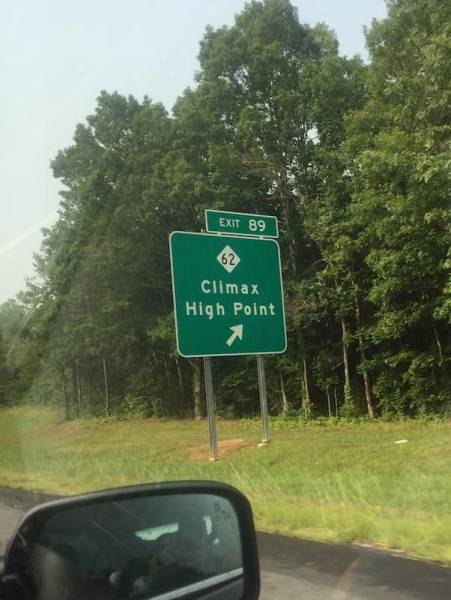 EXIT 89
62
Climax
High Point